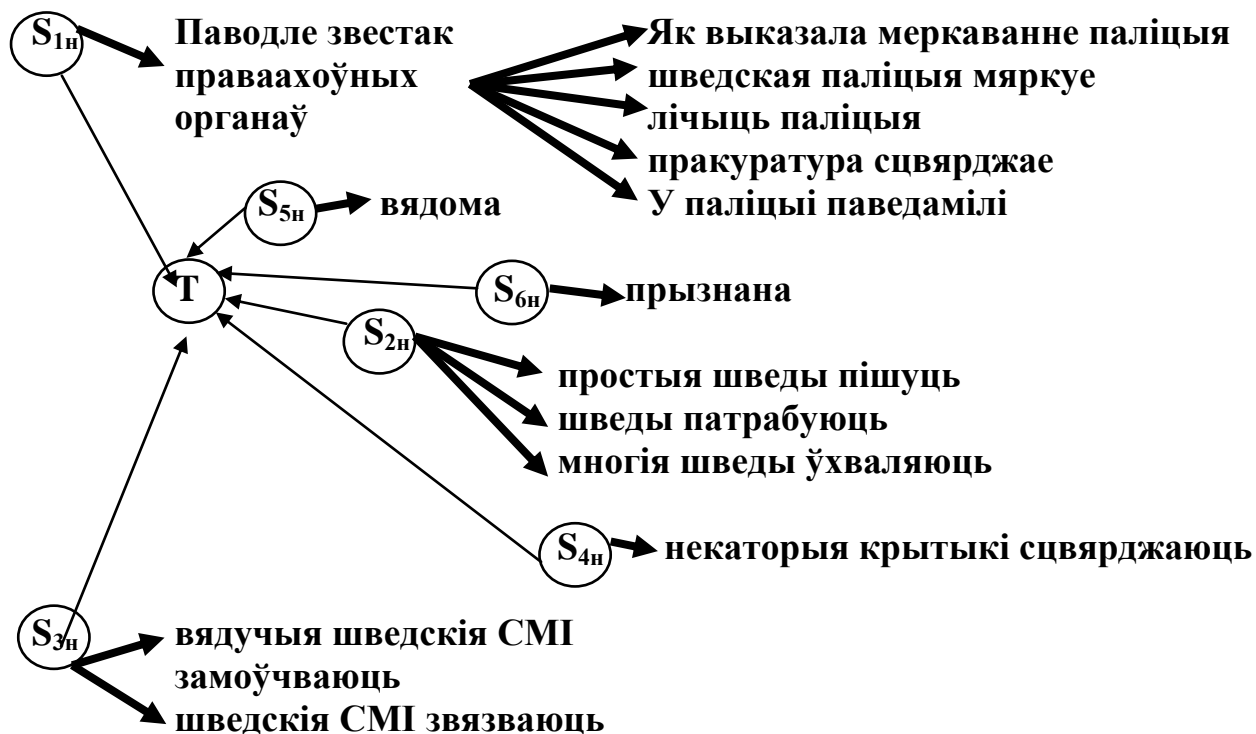 S1н
Паводле звестак
праваахоўных
органаў
Як выказала меркаванне паліцыя
шведская паліцыя мяркуе
лічыць паліцыя
пракуратура сцвярджае
У паліцыі паведамілі
S5н
вядома
T
S6н
прызнана
S2н
простыя шведы пішуць
шведы патрабуюць
многія шведы ўхваляюць
S4н
некаторыя крытыкі сцвярджаюць
S3н
вядучыя шведскія СМІ
замоўчваюць
шведскія СМІ звязваюць